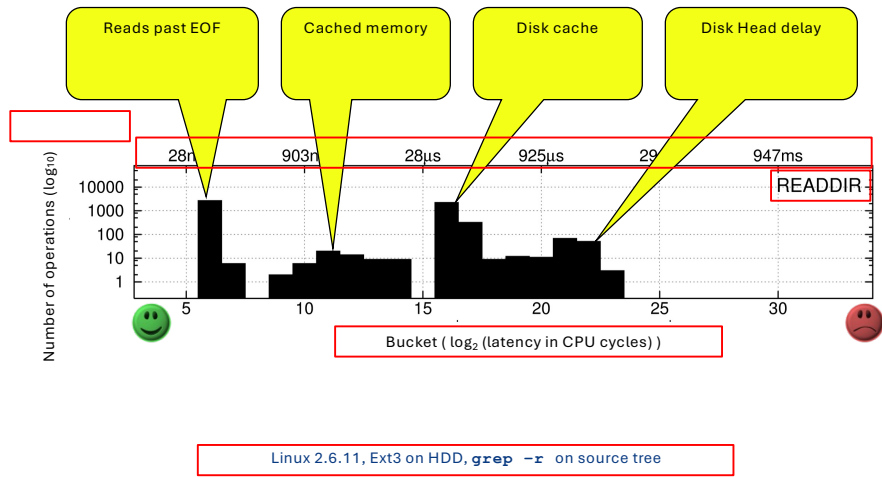 Reads past EOF
Cached memory
Disk cache
Disk Head delay
28n 903n 28µs 925µs 29 947ms
READDIR
Number of operations (log₁₀)
10000
1000
100
10
1
5 10 15 20 25 30
Bucket ( log₂ (latency in CPU cycles) )
Linux 2.6.11, Ext3 on HDD, grep –r on source tree